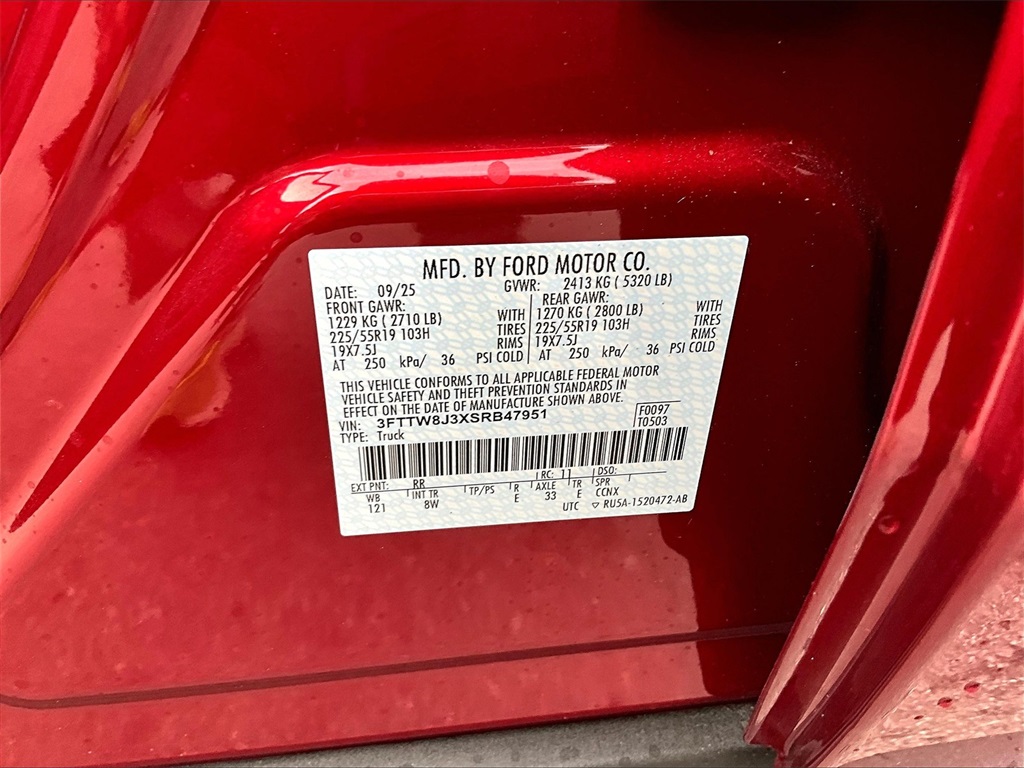 MFD. BY FORD MOTOR CO.
DATE: 09/25 GVWR: 2413 KG ( 5320 LB)
FRONT GAWR: REAR GAWR:
1229 KG ( 2710 LB) WITH 1270 KG ( 2800 LB) WITH
225/55R19 103H TIRES 225/55R19 103H TIRES
19X7.5J RIMS 19X7.5J RIMS
AT 250 kPa/ 36 PSI COLD AT 250 kPa/ 36 PSI COLD
THIS VEHICLE CONFORMS TO ALL APPLICABLE FEDERAL MOTOR
VEHICLE SAFETY AND THEFT PREVENTION STANDARDS IN
EFFECT ON THE DATE OF MANUFACTURE SHOWN ABOVE.
VIN: 3FTTW8J3XSRB47951 F0097
TYPE: Truck T0503
EXT PNT: RR RC: 11 DSO:
WB INT TR TP/PS R AXLE TR SPR
121 8W E 33 E CCNX
UTC ▽ RU5A-1520472-AB